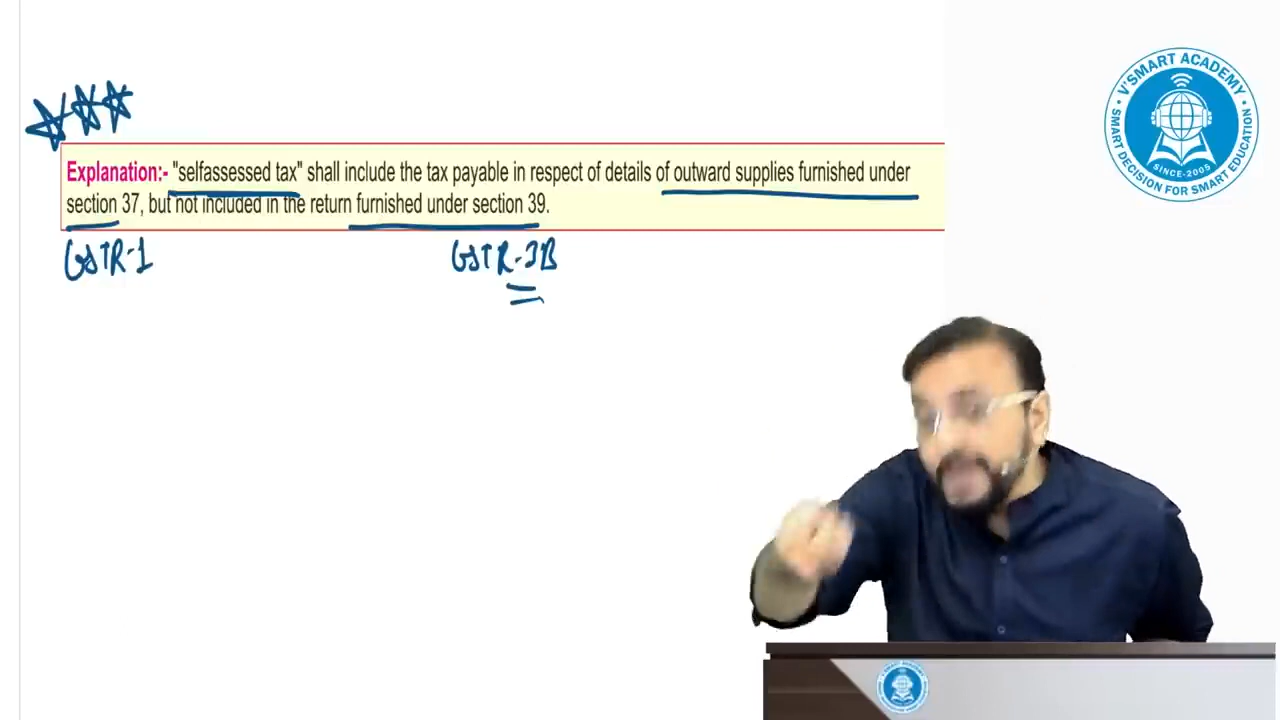 Explanation:- "selfassessed tax" shall include the tax payable in respect of details of outward supplies furnished under
section 37, but not included in the return furnished under section 39.
GSTR-1
GSTR-3B
V'SMART ACADEMY
SINCE-2005
SMART DECISION FOR SMART EDUCATION